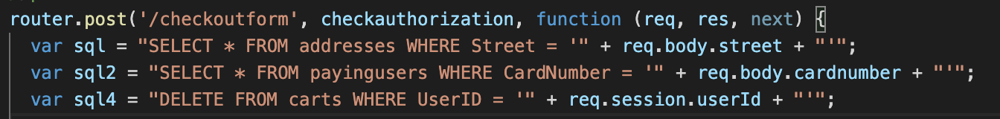 router.post('/checkoutform', checkauthorization, function (req, res, next) {
var sql = "SELECT * FROM addresses WHERE Street = '" + req.body.street + "'";
var sql2 = "SELECT * FROM payingusers WHERE CardNumber = '" + req.body.cardnumber + "'";
var sql4 = "DELETE FROM carts WHERE UserID = '" + req.session.userId + "'";